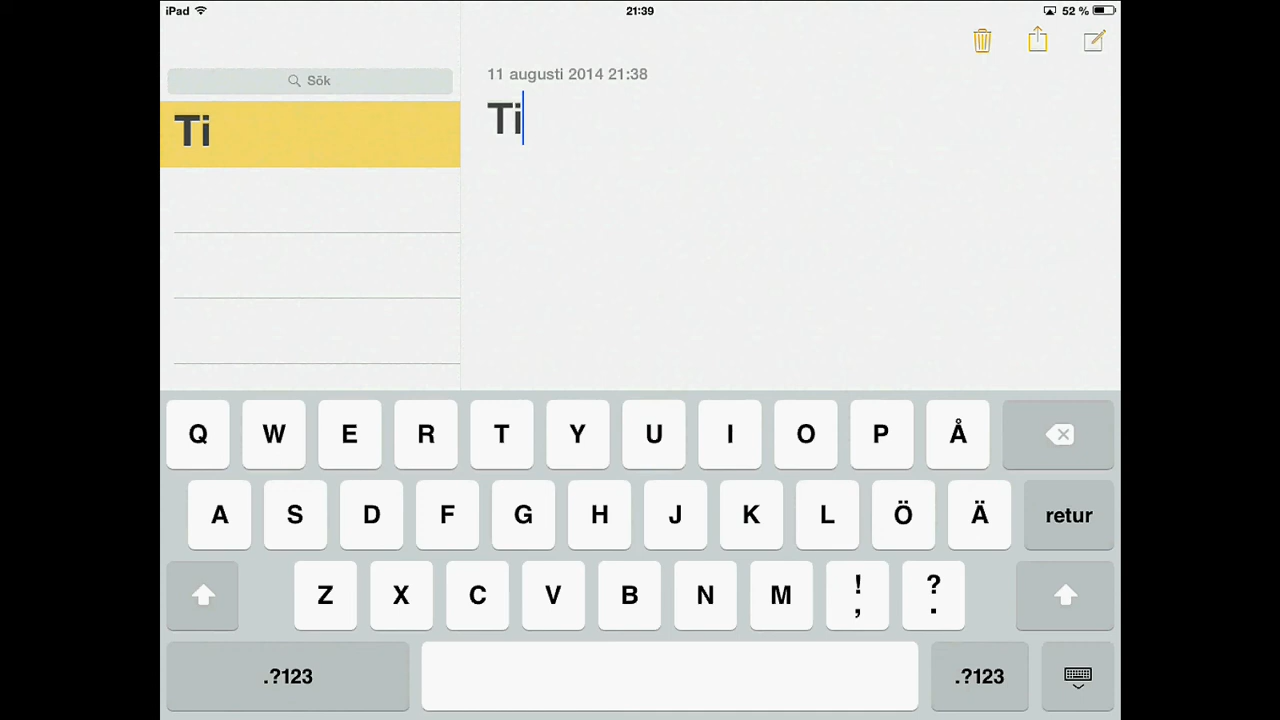 iPad 21:39 52 %
Sök
11 augusti 2014 21:38
Ti
Ti
Q W E R T Y U I O P Å
A S D F G H J K L Ö Ä retur
Z X C V B N M ! , ? .
.?123 .?123